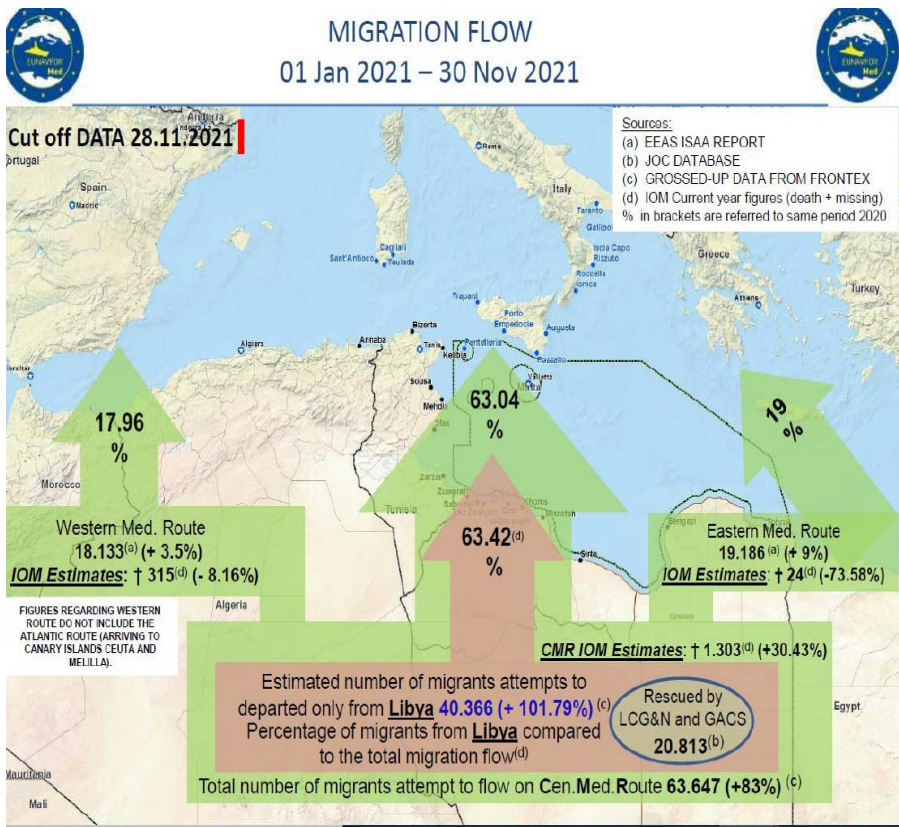 MIGRATION FLOW
01 Jan 2021 – 30 Nov 2021
EUNAVFOR
Med
EUNAVFOR
Med
Cut off DATA 28.11.2021
Sources:
(a) EEAS ISAA REPORT
(b) JOC DATABASE
(c) GROSSED-UP DATA FROM FRONTEX
(d) IOM Current year figures (death + missing)
% in brackets are referred to same period 2020
Andorra
Portugal
Spain
Madrid
Roma
Italy
Taranto
Gallipoli
Cagliari
Sant'Antioco
Teulada
Isola Capo
Rizzuto
Roccella
Ionica
Greece
Turkey
Athens
Trapani
Porto
Empedocle
Augusta
Pozzallo
Pantelleria
Bizerta
Tunis
Kelibia
Annaba
Algiers
Gibraltar
Sousa
Mehdia
Sfax
Valletta
Malta
17.96
%
63.04
%
19
%
Morocco
Zarzis
Zuwarah
Tunisia
Khoms
Misratah
Sirte
Bengazi
Tobruk
63.42(d)
%
Western Med. Route
18.133(a) (+ 3.5%)
IOM Estimates: † 315(d) (- 8.16%)
Eastern Med. Route
19.186 (a) (+ 9%)
IOM Estimates: † 24(d) (-73.58%)
FIGURES REGARDING WESTERN
ROUTE DO NOT INCLUDE THE
ATLANTIC ROUTE (ARRIVING TO
CANARY ISLANDS CEUTA AND
MELILLA).
Algeria
CMR IOM Estimates: † 1.303(d) (+30.43%)
Estimated number of migrants attempts to
departed only from Libya 40.366 (+ 101.79%) (c)
Percentage of migrants from Libya compared
to the total migration flow(d)
Rescued by
LCG&N and GACS
20.813(b)
Egypt
Total number of migrants attempt to flow on Cen.Med.Route 63.647 (+83%) (c)
Mauritania
Mali